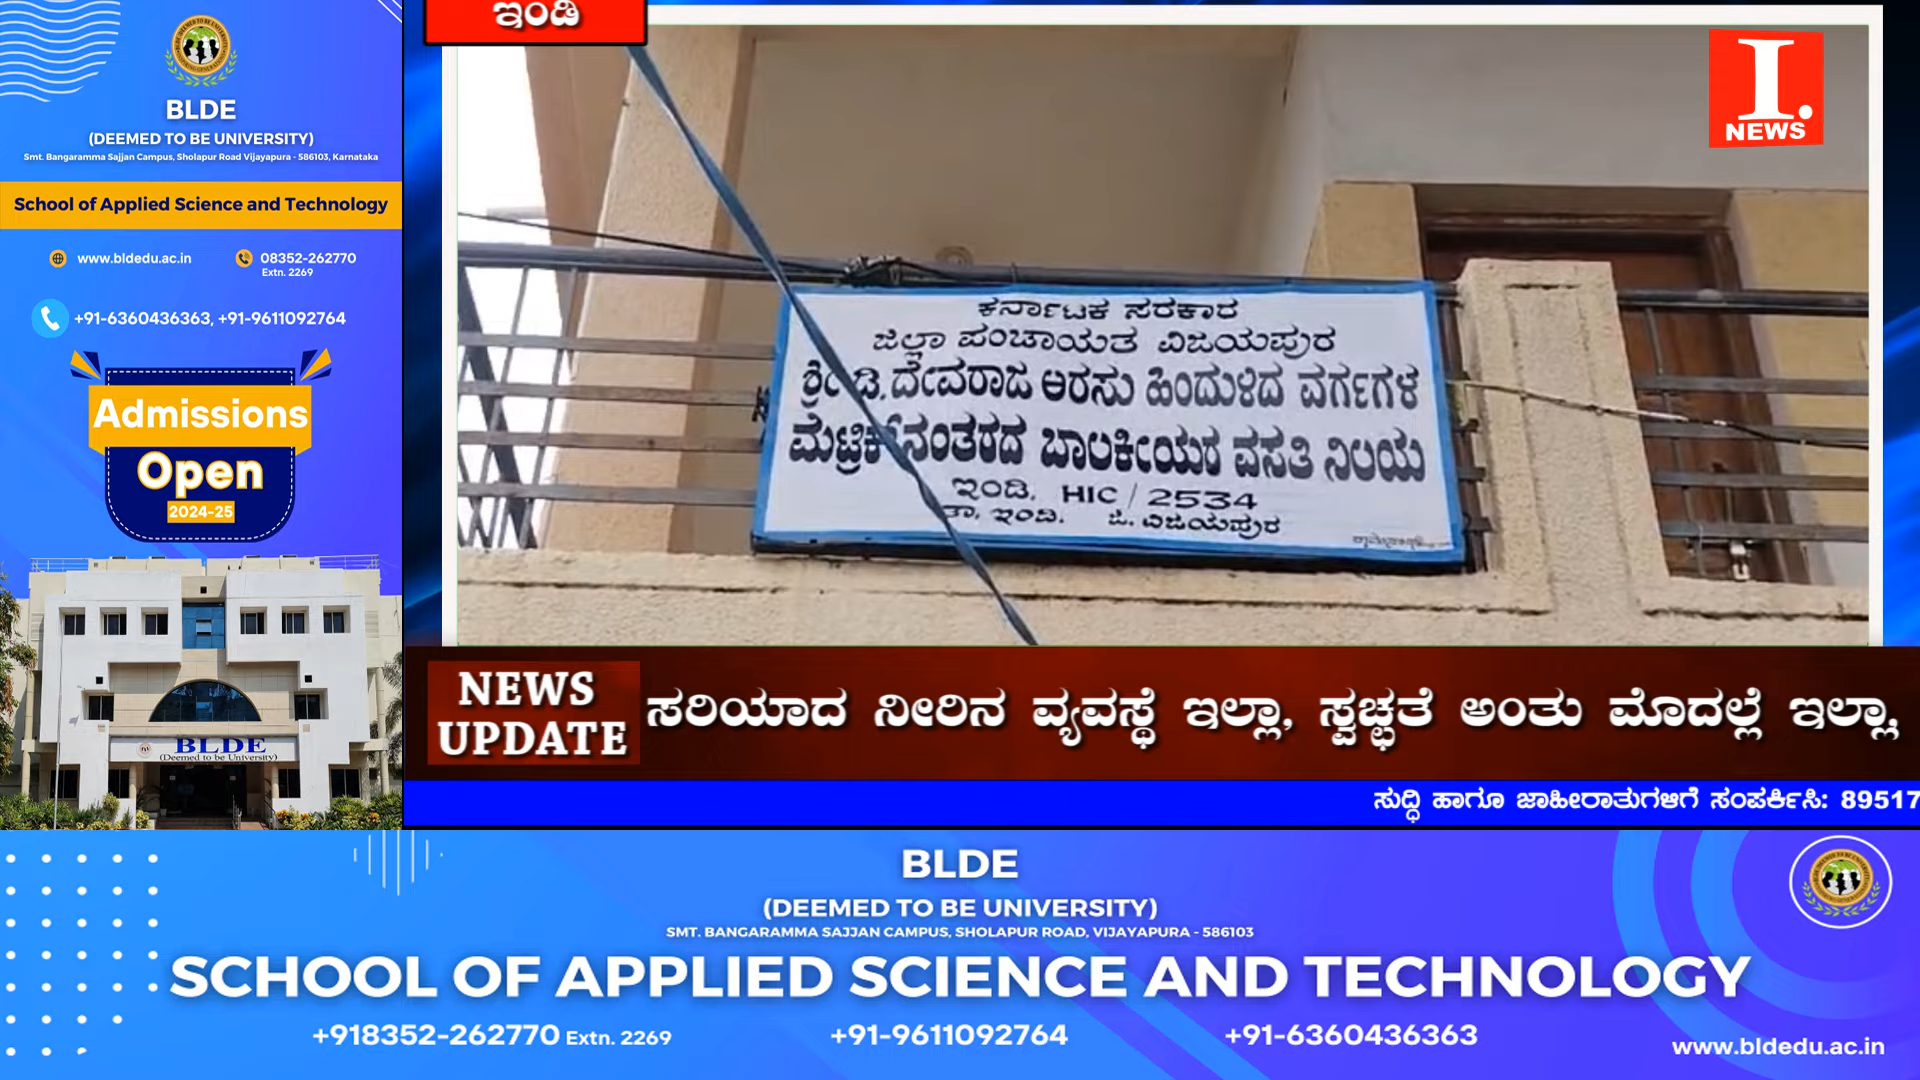 BLDE
(DEEMED TO BE UNIVERSITY)
Smt. Bangaramma Sajjan Campus, Sholapur Road Vijayapura - 586103, Karnataka
School of Applied Science and Technology
www.bldedu.ac.in
08352-262770
Extn. 2269
+91-6360436363, +91-9611092764
Admissions
Open
2024-25
BLDE
(Deemed to be University)
ಇಂಡಿ
I.
NEWS
ಕರ್ನಾಟಕ ಸರಕಾರ
ಜಿಲ್ಲಾ ಪಂಚಾಯತ ವಿಜಯಪುರ
ಶ್ರೀ ಡಿ. ದೇವರಾಜ ಅರಸು ಹಿಂದುಳಿದ ವರ್ಗಗಳ
ಮೆಟ್ರಿಕ್ ನಂತರದ ಬಾಲಕಿಯರ ವಸತಿ ನಿಲಯ
ಇಂಡಿ. HIC / 2534
ತಾ. ಇಂಡಿ. ಜಿ. ವಿಜಯಪುರ
NEWS
UPDATE
ಸರಿಯಾದ ನೀರಿನ ವ್ಯವಸ್ಥೆ ಇಲ್ಲಾ, ಸ್ವಚ್ಛತೆ ಅಂತು ಮೊದಲ್ಲೆ ಇಲ್ಲಾ,
ಸುದ್ಧಿ ಹಾಗೂ ಜಾಹೀರಾತುಗಳಿಗೆ ಸಂಪರ್ಕಿಸಿ: 89517
BLDE
(DEEMED TO BE UNIVERSITY)
SMT. BANGARAMMA SAJJAN CAMPUS, SHOLAPUR ROAD, VIJAYAPURA - 586103
SCHOOL OF APPLIED SCIENCE AND TECHNOLOGY
+918352-262770 Extn. 2269
+91-9611092764
+91-6360436363
www.bldedu.ac.in